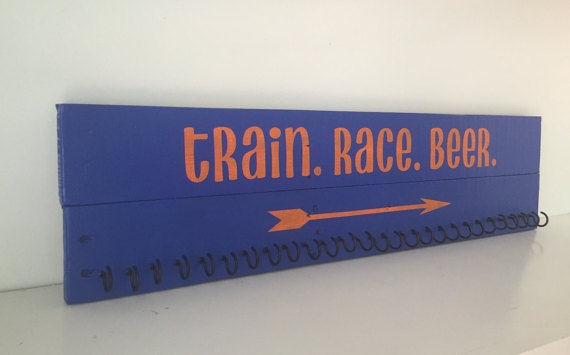 train. Race. Beer.